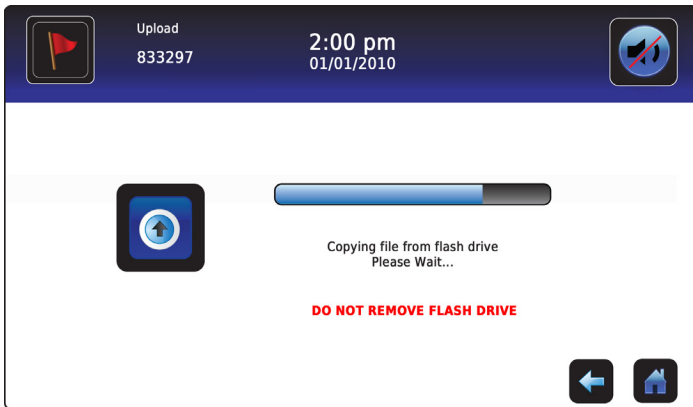 Upload
833297
2:00 pm
01/01/2010
Copying file from flash drive
Please Wait...
DO NOT REMOVE FLASH DRIVE